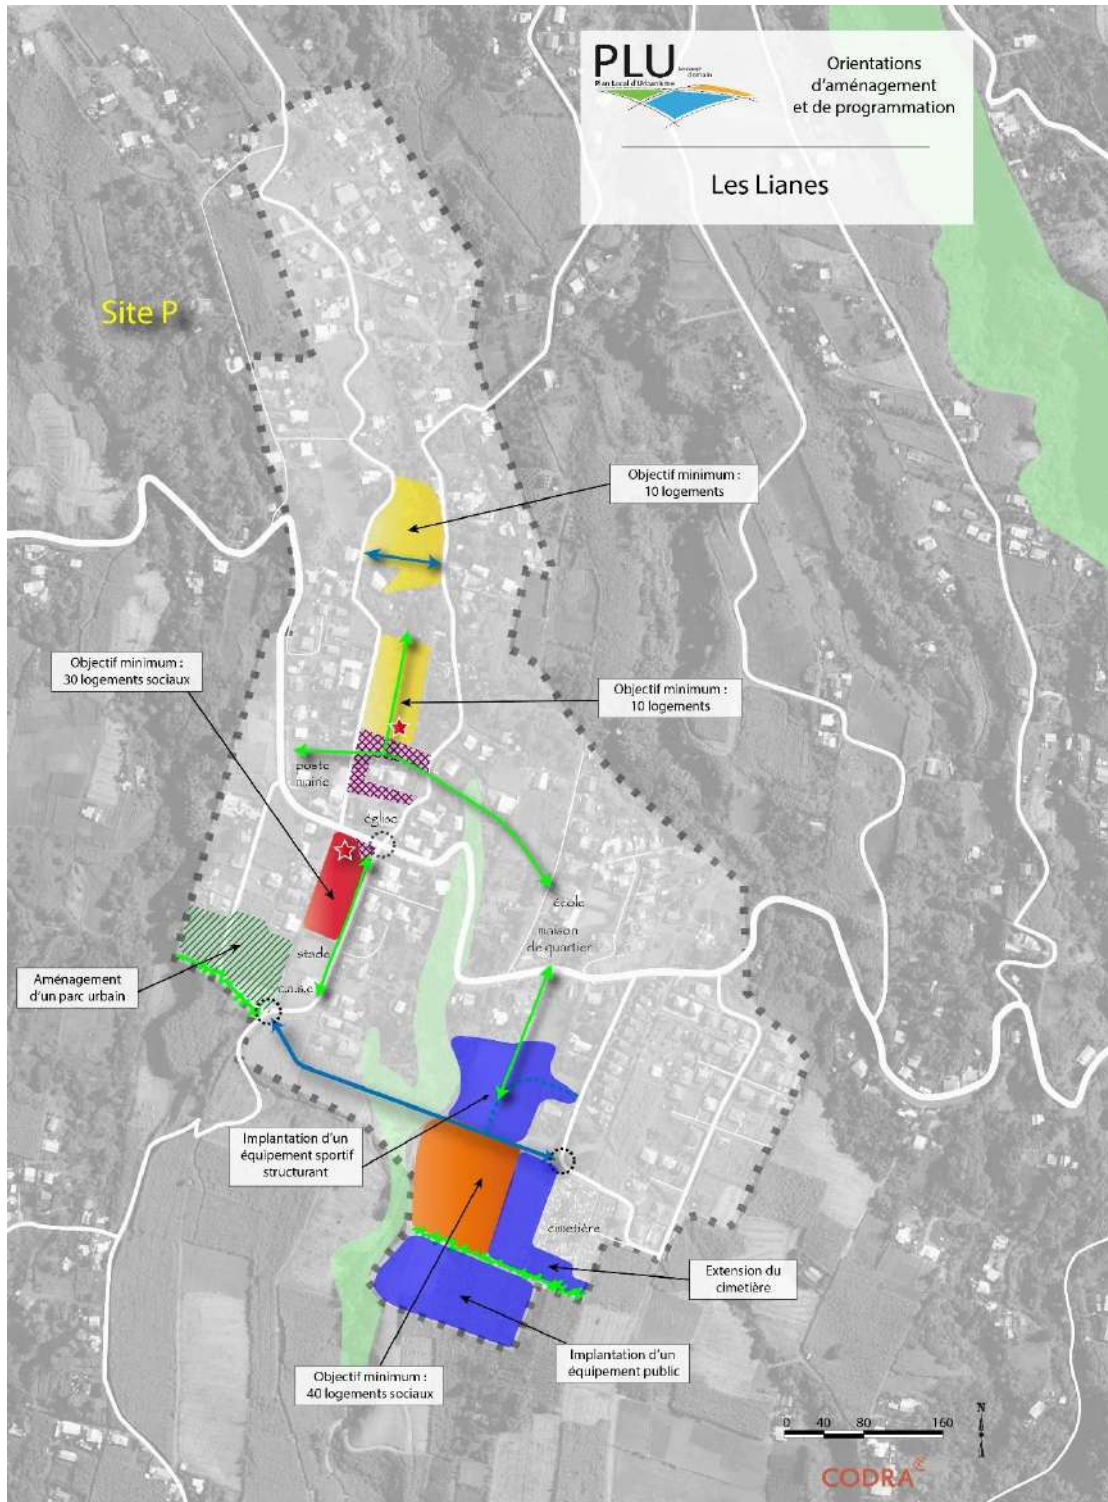 PLU
Plan Local d'Urbanisme
demain
Orientations
d'aménagement
et de programmation
Les Lianes
Site P
Objectif minimum :
10 logements
Objectif minimum :
30 logements sociaux
Objectif minimum :
10 logements
poste
mairie
église
école
maison
de quartier
stade
c.a.s.e
Aménagement
d'un parc urbain
Implantation d'un
équipement sportif
structurant
cimetière
Extension du
cimetière
Implantation d'un
équipement public
Objectif minimum :
40 logements sociaux
0 40 80 160
N
CODRA